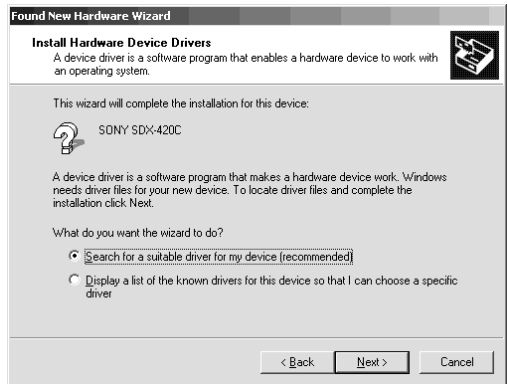 Found New Hardware Wizard
Install Hardware Device Drivers
A device driver is a software program that enables a hardware device to work with
an operating system.
This wizard will complete the installation for this device:
SONY SDX-420C
A device driver is a software program that makes a hardware device work. Windows
needs driver files for your new device. To locate driver files and complete the
installation click Next.
What do you want the wizard to do?
Search for a suitable driver for my device (recommended)
Display a list of the known drivers for this device so that I can choose a specific
driver
< Back Next > Cancel